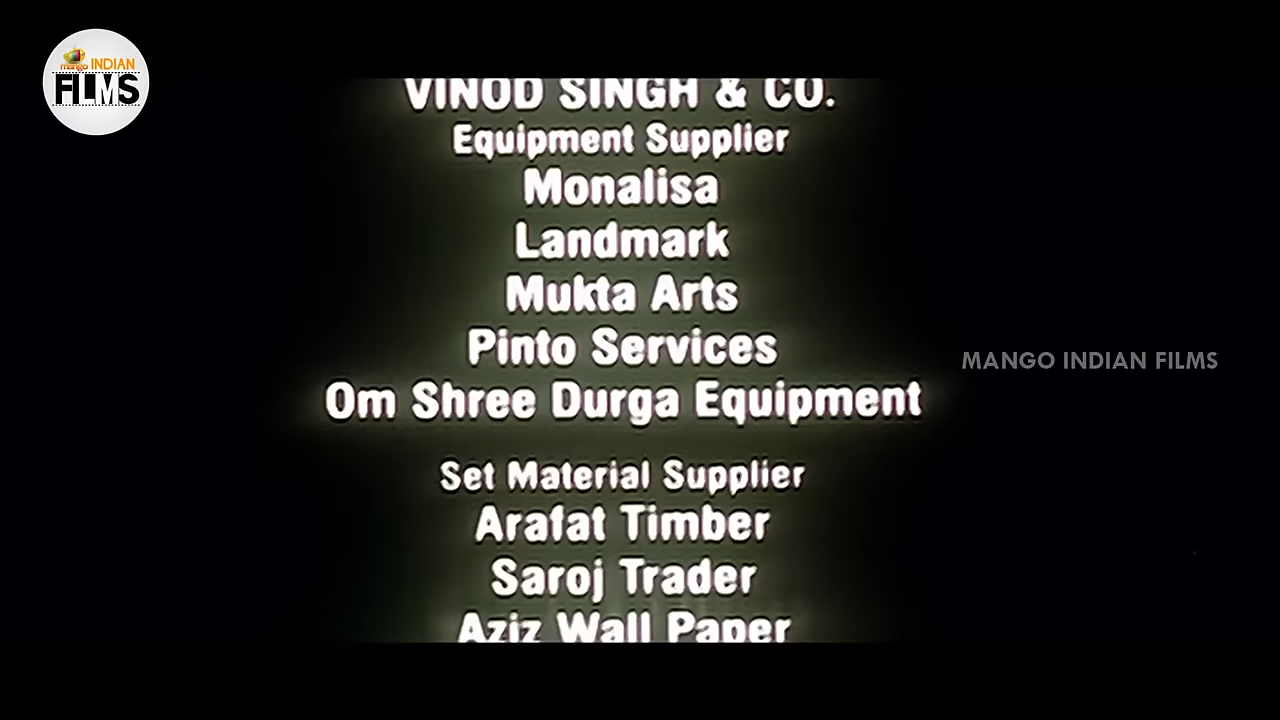 mango INDIAN
FILMS
VINOD SINGH & CO.
Equipment Supplier
Monalisa
Landmark
Mukta Arts
Pinto Services
Om Shree Durga Equipment
MANGO INDIAN FILMS
Set Material Supplier
Arafat Timber
Saroj Trader
Aziz Wall Paper